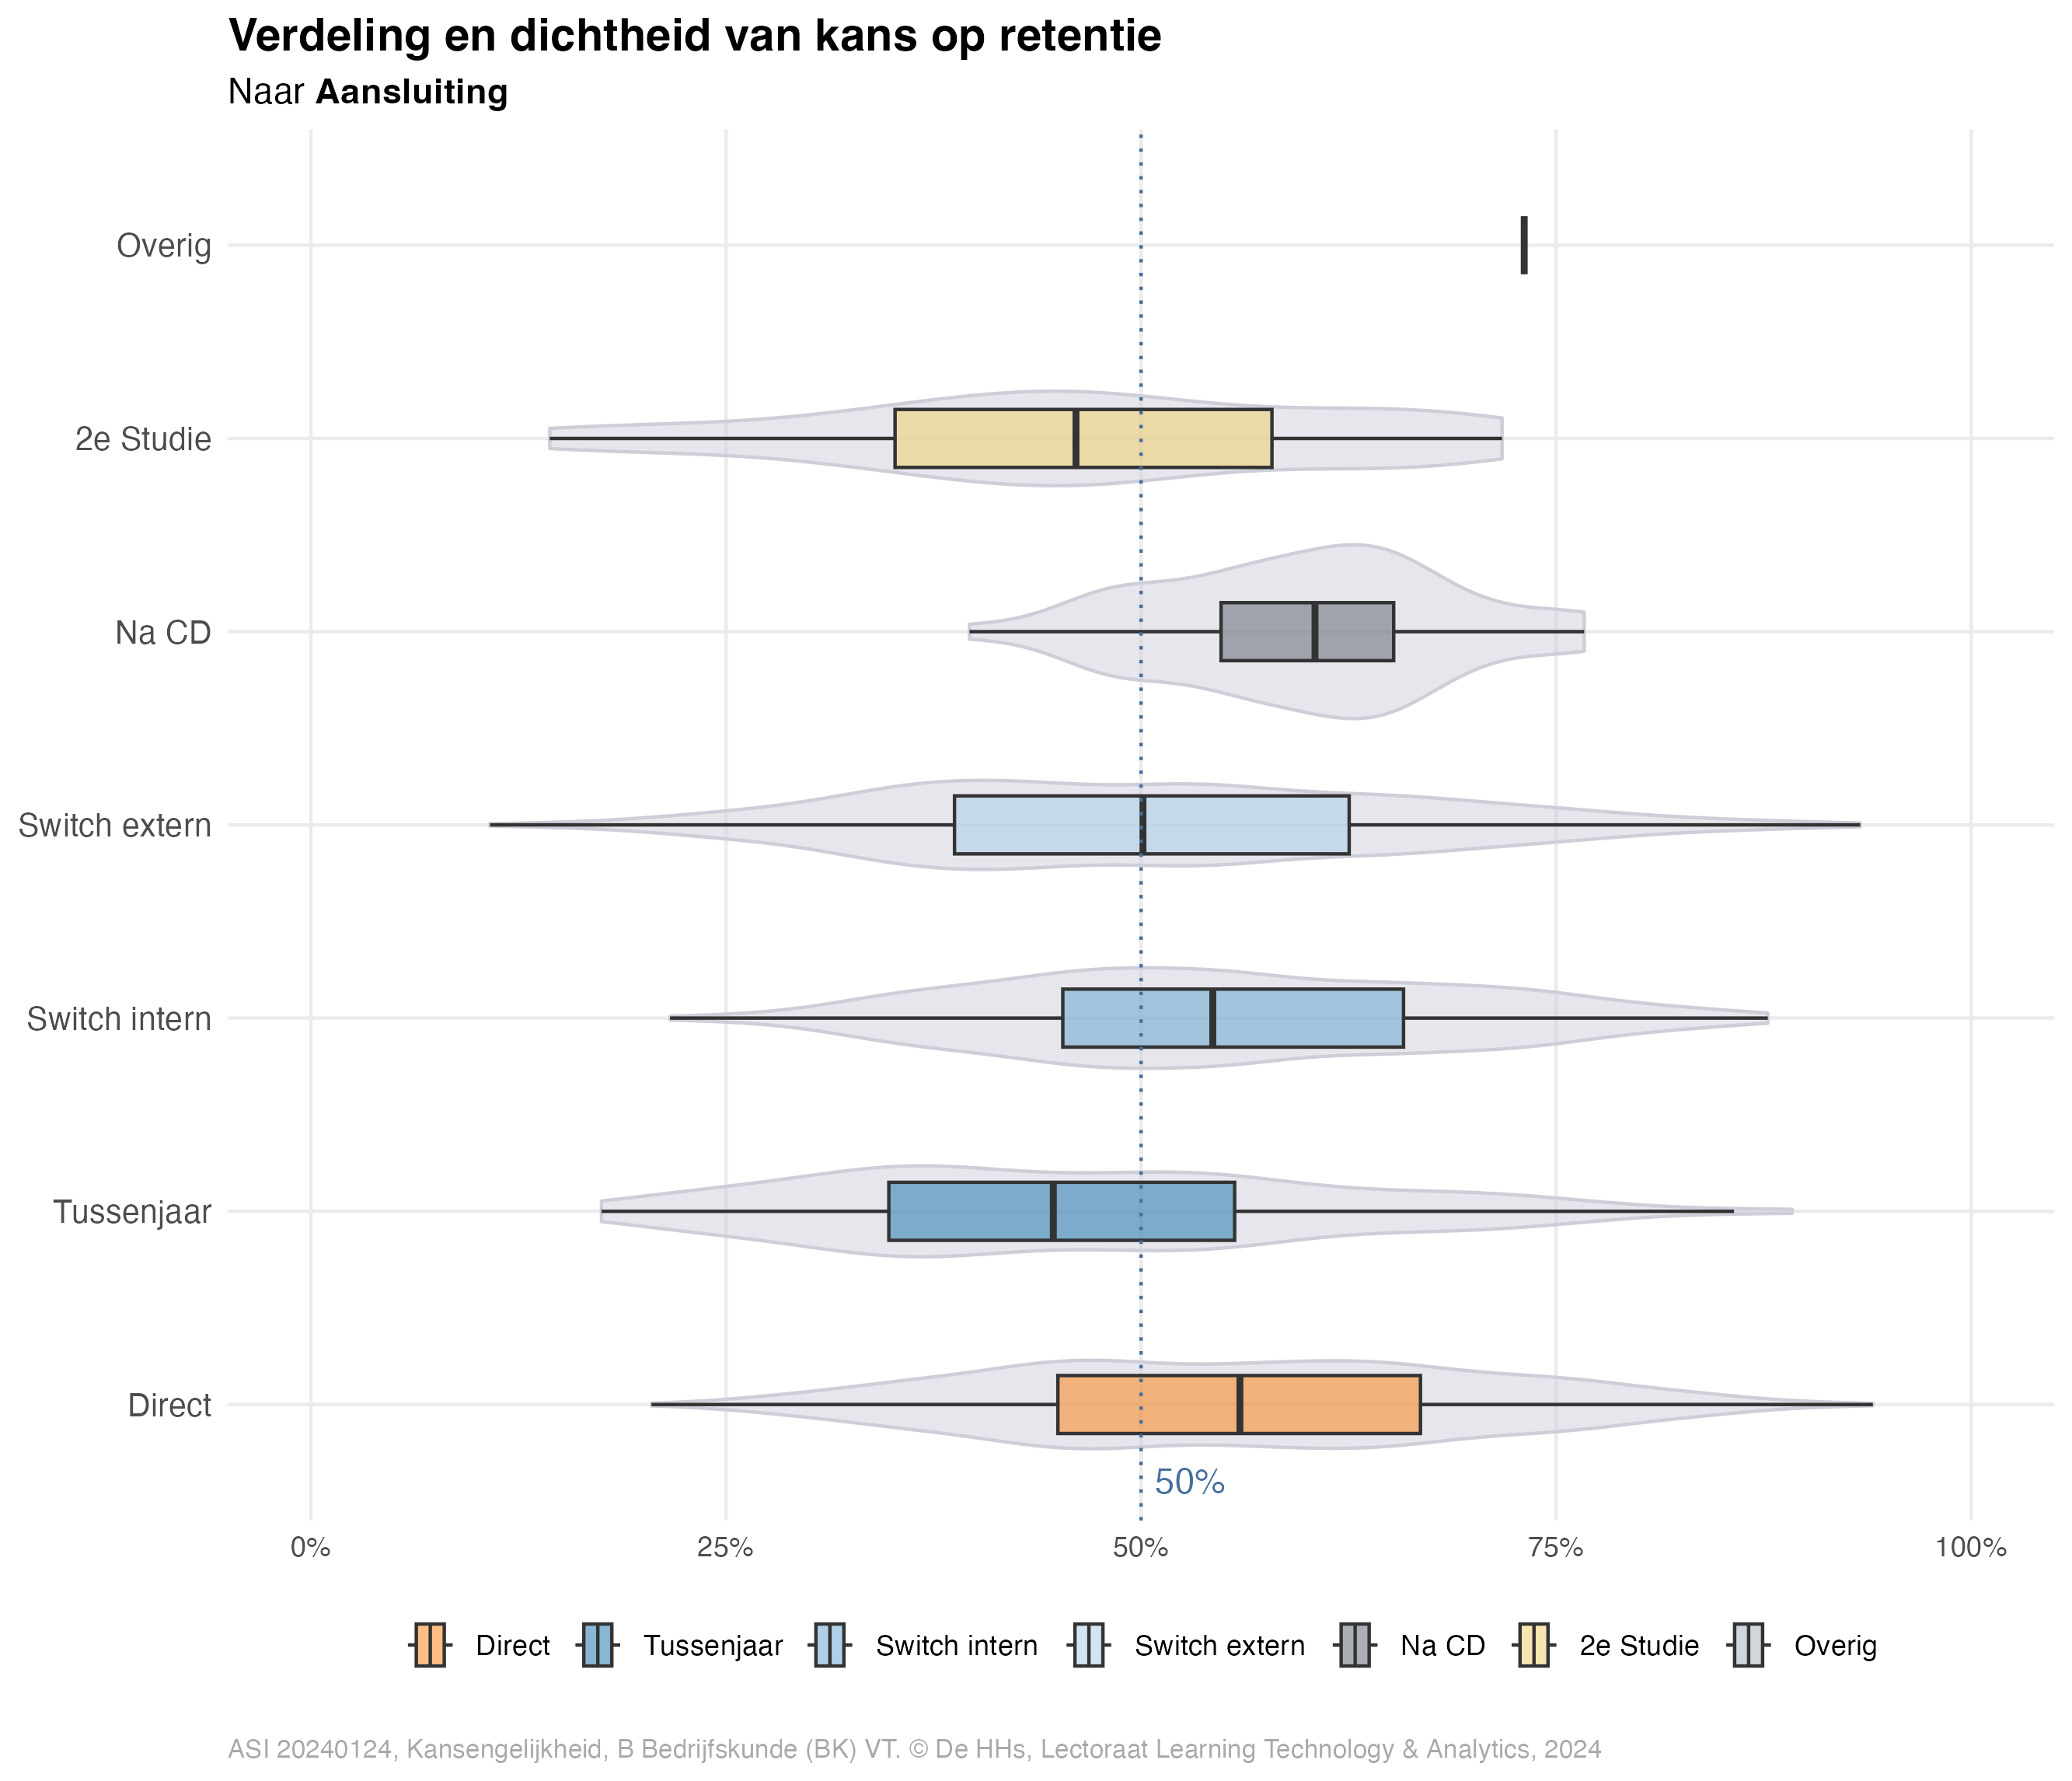 Verdeling en dichtheid van kans op retentie
Naar Aansluiting
Overig
2e Studie
Na CD
Switch extern
Switch intern
Tussenjaar
Direct
50%
0% 25% 50% 75% 100%
Direct Tussenjaar Switch intern Switch extern Na CD 2e Studie Overig
ASI 20240124, Kansengelijkheid, B Bedrijfskunde (BK) VT. © De HHs, Lectoraat Learning Technology & Analytics, 2024